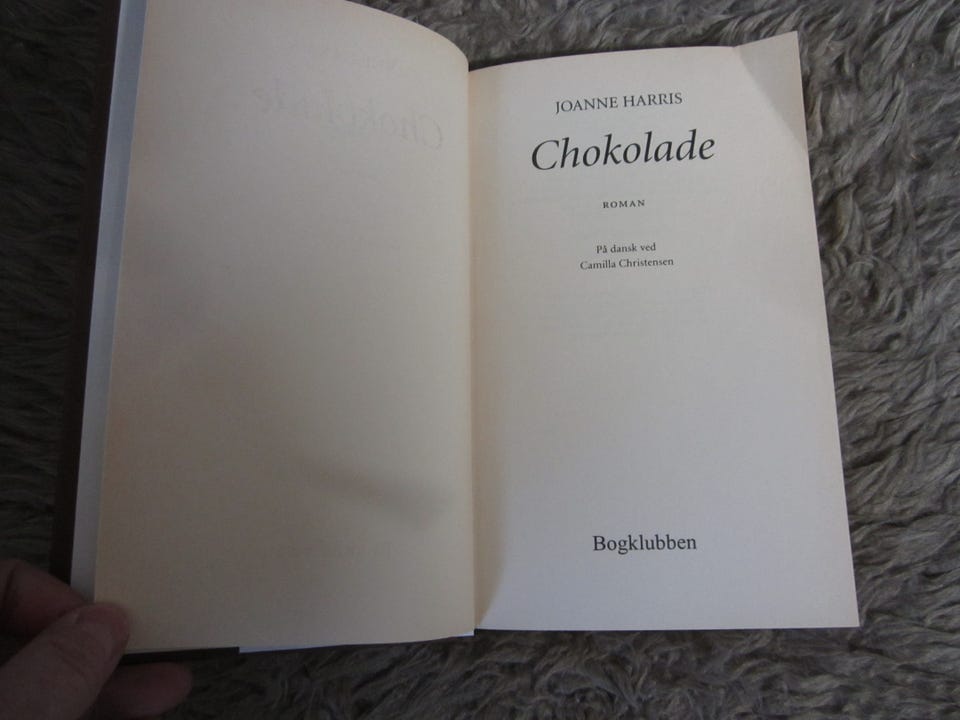 JOANNE HARRIS
Chokolade
ROMAN
På dansk ved
Camilla Christensen
Bogklubben